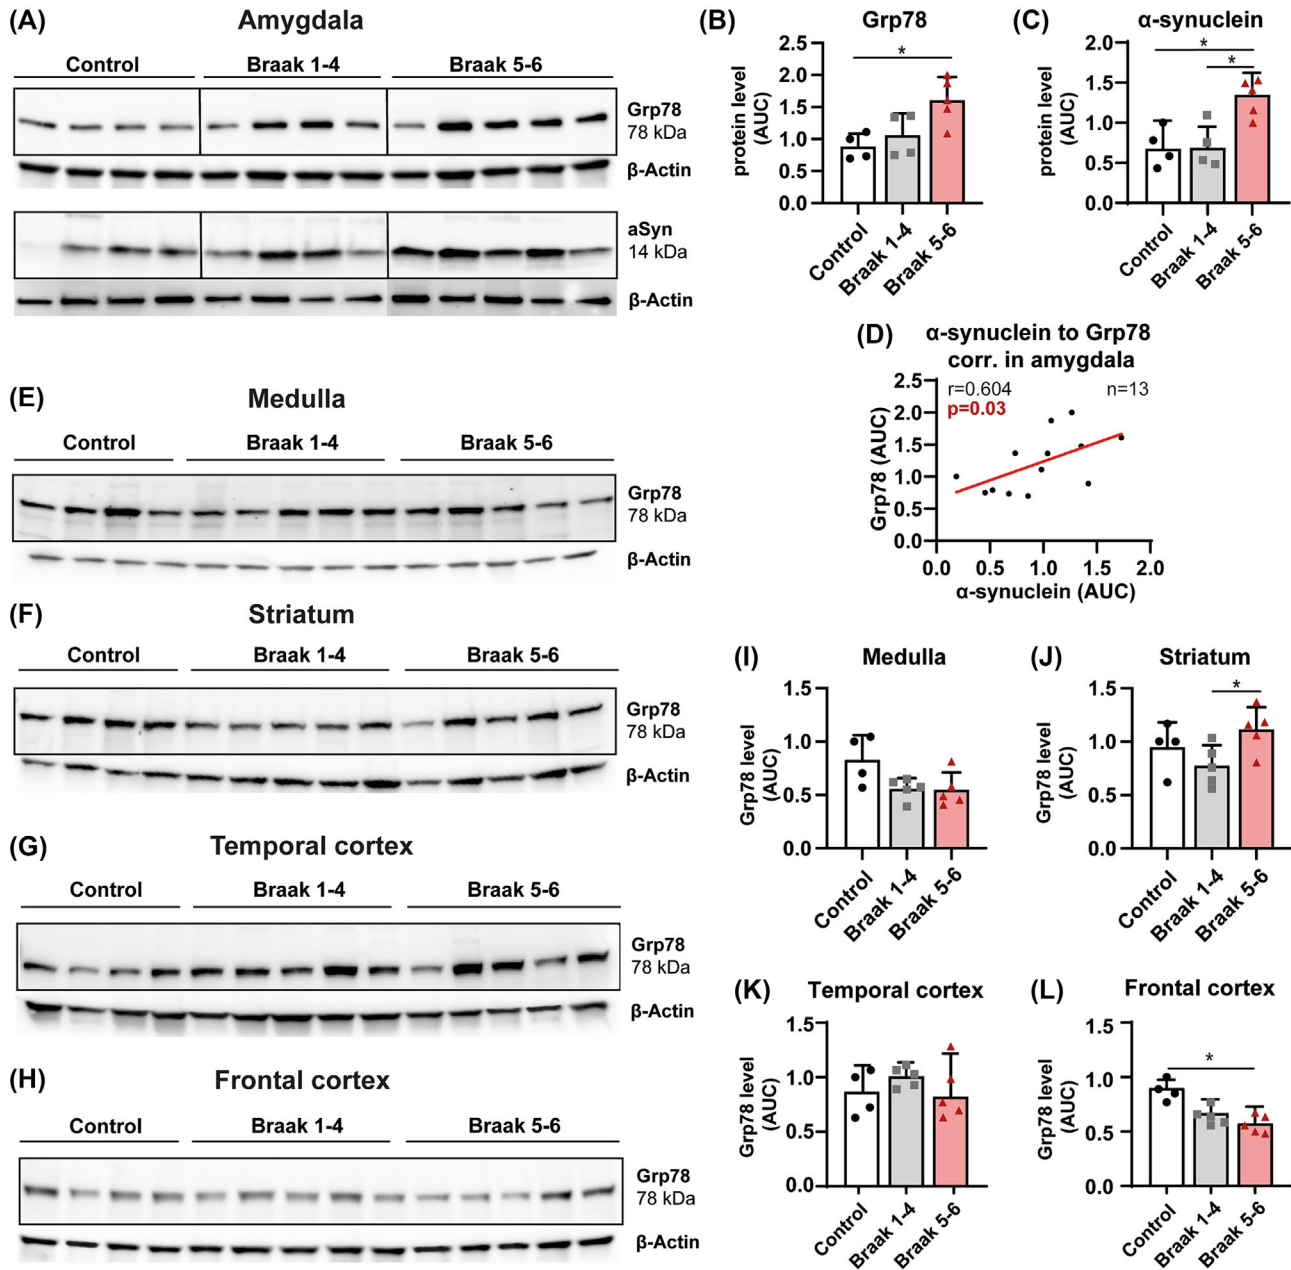 (A)
Amygdala
Control
Braak 1-4
Braak 5-6
Grp78
78 kDa
β-Actin
aSyn
14 kDa
β-Actin
(B)
Grp78
protein level
(AUC)
2.5
2.0
1.5
1.0
0.5
0.0
*
Control
Braak 1-4
Braak 5-6
(C)
α-synuclein
protein level
(AUC)
2.0
1.5
1.0
0.5
0.0
*
*
Control
Braak 1-4
Braak 5-6
(D)
α-synuclein to Grp78
corr. in amygdala
r=0.604
n=13
p=0.03
Grp78 (AUC)
2.5
2.0
1.5
1.0
0.5
0.0
0.0 0.5 1.0 1.5 2.0
α-synuclein (AUC)
(E)
Medulla
Control
Braak 1-4
Braak 5-6
Grp78
78 kDa
β-Actin
(F)
Striatum
Control
Braak 1-4
Braak 5-6
Grp78
78 kDa
β-Actin
(G)
Temporal cortex
Control
Braak 1-4
Braak 5-6
Grp78
78 kDa
β-Actin
(H)
Frontal cortex
Control
Braak 1-4
Braak 5-6
Grp78
78 kDa
β-Actin
(I)
Medulla
Grp78 level
(AUC)
1.5
1.0
0.5
0.0
Control
Braak 1-4
Braak 5-6
(J)
Striatum
Grp78 level
(AUC)
1.5
1.0
0.5
0.0
*
Control
Braak 1-4
Braak 5-6
(K)
Temporal cortex
Grp78 level
(AUC)
1.5
1.0
0.5
0.0
Control
Braak 1-4
Braak 5-6
(L)
Frontal cortex
Grp78 level
(AUC)
1.5
1.0
0.5
0.0
*
Control
Braak 1-4
Braak 5-6